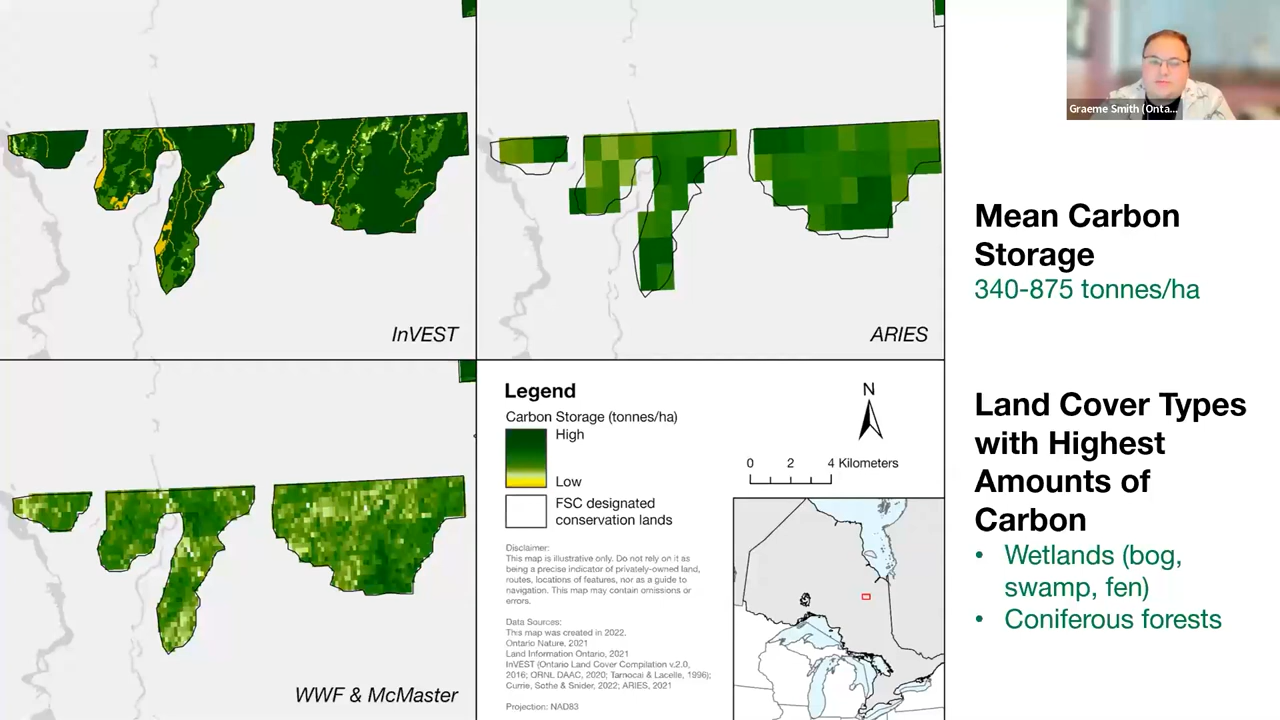 InVEST
ARIES
WWF & McMaster
Legend
Carbon Storage (tonnes/ha)
High
Low
FSC designated
conservation lands
Disclaimer:
This map is illustrative only. Do not rely on it as
being a precise indicator of privately-owned land,
routes, locations of features, nor as a guide to
navigation. This map may contain omissions or
errors.
Data Sources:
This map was created in 2022.
Ontario Nature, 2021
Land Information Ontario, 2021
InVEST (Ontario Land Cover Compilation v.2.0,
2016; ORNL DAAC, 2020; Tarnocai & Lacelle, 1996);
Currie, Sothe & Snider, 2022; ARIES, 2021
Projection: NAD83
N
0 2 4 Kilometers
Graeme Smith (Onta...
Mean Carbon
Storage
340-875 tonnes/ha
Land Cover Types
with Highest
Amounts of
Carbon
• Wetlands (bog,
swamp, fen)
• Coniferous forests